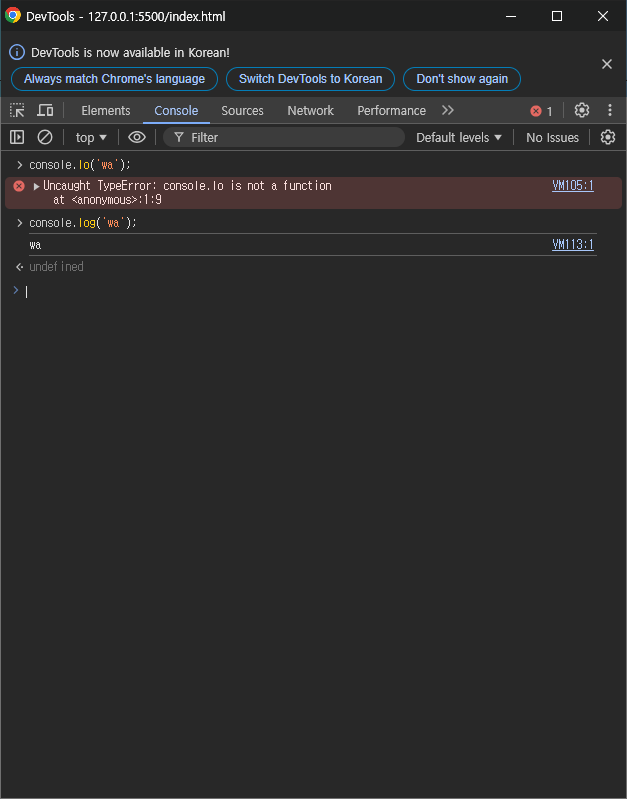 DevTools - 127.0.0.1:5500/index.html
DevTools is now available in Korean!
Always match Chrome's language Switch DevTools to Korean Don't show again
Elements Console Sources Network Performance 1
top Filter Default levels No Issues
console.lo('wa');
Uncaught TypeError: console.lo is not a function VM105:1
at <anonymous>:1:9
console.log('wa');
wa VM113:1
undefined